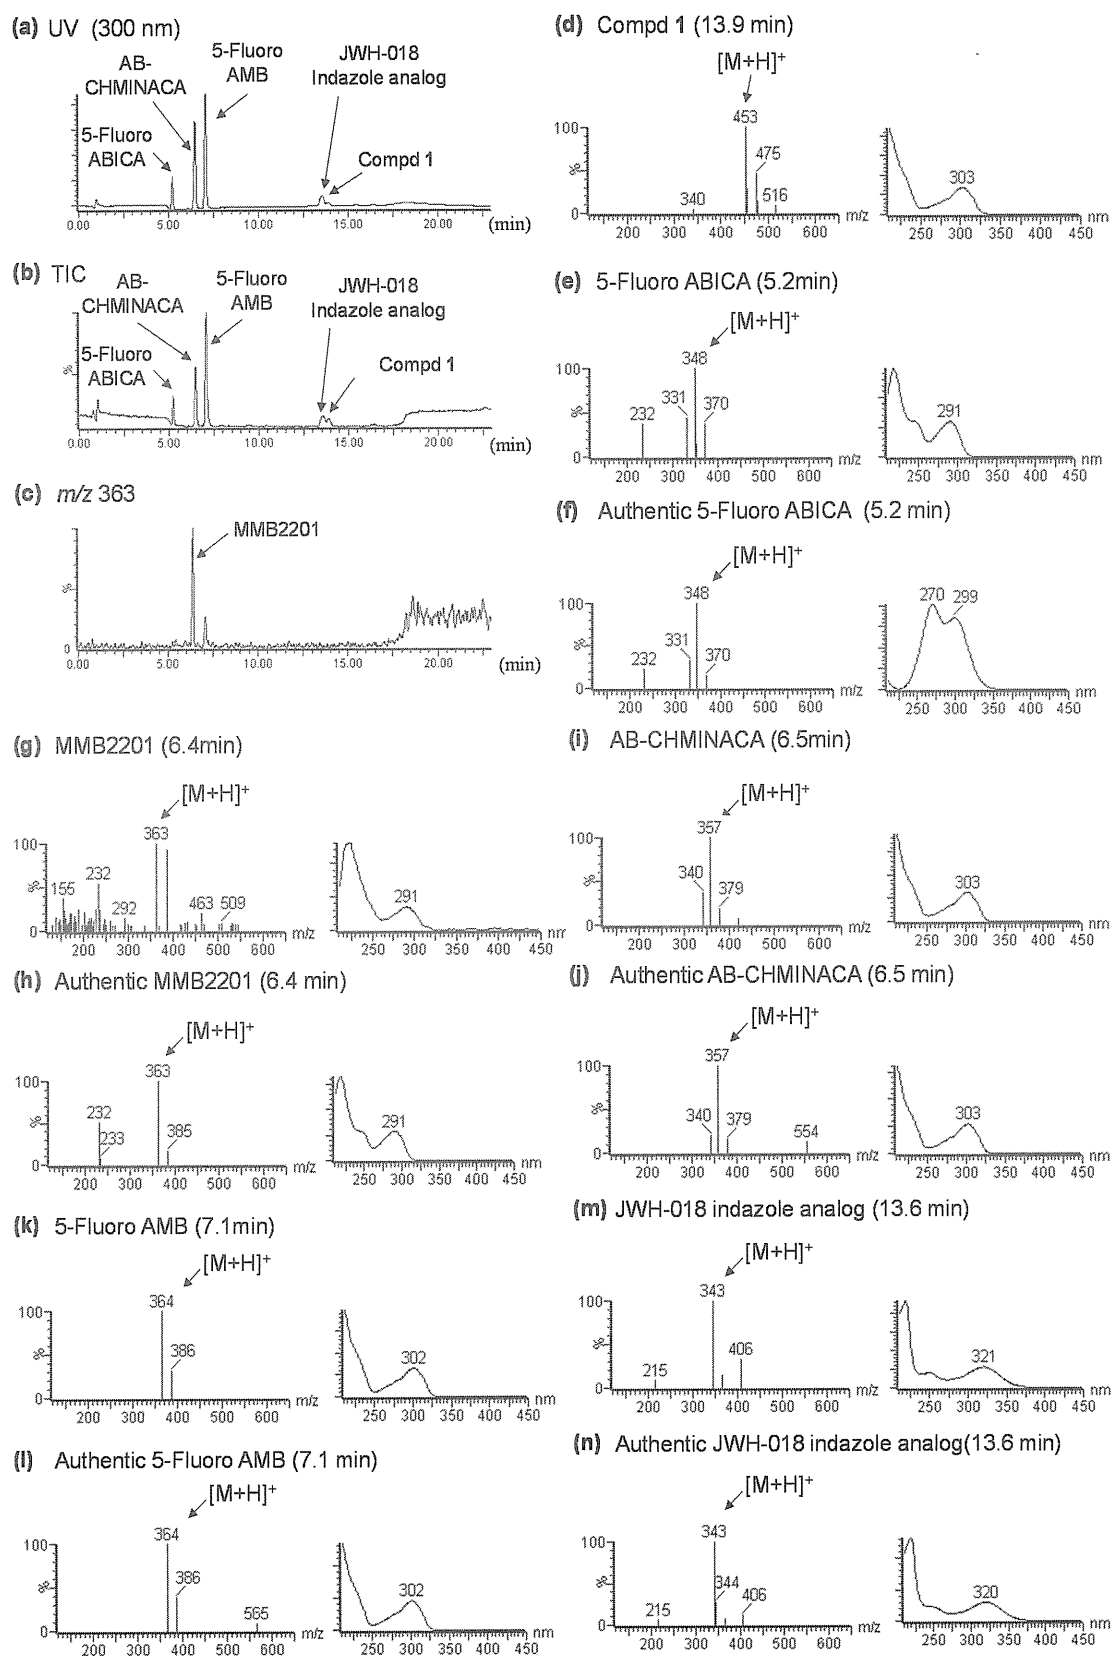 (a) UV (300 nm)
AB-
CHMINACA
5-Fluoro
AMB
JWH-018
Indazole analog
5-Fluoro
ABICA
Compd 1
0.00 5.00 10.00 15.00 20.00 (min)
(b) TIC
AB-
CHMINACA
5-Fluoro
AMB
JWH-018
Indazole analog
5-Fluoro
ABICA
Compd 1
%
0.00 5.00 10.00 15.00 20.00 (min)
(c) m/z 363
MMB2201
%
0
0.00 5.00 10.00 15.00 20.00 (min)
(d) Compd 1 (13.9 min)
[M+H]+
453
100
475
%
340
516
0
m/z
200 300 400 500 600
303
nm
250 300 350 400 450
(e) 5-Fluoro ABICA (5.2min)
[M+H]+
348
100
331
370
232
%
0
m/z
200 300 400 500 600
291
nm
250 300 350 400 450
(f) Authentic 5-Fluoro ABICA (5.2 min)
[M+H]+
348
100
331
232
370
%
0
m/z
200 300 400 500 600
270 299
nm
250 300 350 400 450
(g) MMB2201 (6.4min)
[M+H]+
363
100
232
155
%
292
463 509
0
m/z
200 300 400 500 600
291
nm
250 300 350 400 450
(h) Authentic MMB2201 (6.4 min)
[M+H]+
363
100
232
233
385
%
0
m/z
200 300 400 500 600
291
nm
250 300 350 400 450
(i) AB-CHMINACA (6.5min)
[M+H]+
357
100
340
379
%
0
m/z
200 300 400 500 600
303
nm
250 300 350 400 450
(j) Authentic AB-CHMINACA (6.5 min)
[M+H]+
357
100
340 379
554
%
0
m/z
200 300 400 500 600
303
nm
250 300 350 400 450
(k) 5-Fluoro AMB (7.1min)
[M+H]+
364
100
386
%
0
m/z
200 300 400 500 600
302
nm
250 300 350 400 450
(l) Authentic 5-Fluoro AMB (7.1 min)
[M+H]+
364
100
386
565
%
0
m/z
200 300 400 500 600
302
nm
250 300 350 400 450
(m) JWH-018 indazole analog (13.6 min)
[M+H]+
343
100
406
215
%
0
m/z
200 300 400 500 600
321
nm
250 300 350 400 450
(n) Authentic JWH-018 indazole analog(13.6 min)
[M+H]+
343
100
344
406
215
%
0
m/z
200 300 400 500 600
320
nm
250 300 350 400 450